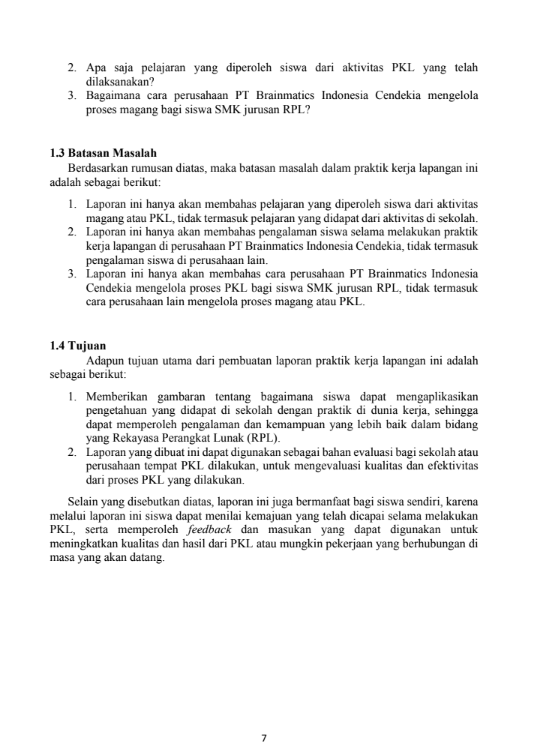 2. Apa saja pelajaran yang diperoleh siswa dari aktivitas PKL yang telah
dilaksanakan?
3. Bagaimana cara perusahaan PT Brainmatics Indonesia Cendekia mengelola
proses magang bagi siswa SMK jurusan RPL?
1.3 Batasan Masalah
Berdasarkan rumusan diatas, maka batasan masalah dalam praktik kerja lapangan ini
adalah sebagai berikut:
1. Laporan ini hanya akan membahas pelajaran yang diperoleh siswa dari aktivitas
magang atau PKL, tidak termasuk pelajaran yang didapat dari aktivitas di sekolah.
2. Laporan ini hanya akan membahas pengalaman siswa selama melakukan praktik
kerja lapangan di perusahaan PT Brainmatics Indonesia Cendekia, tidak termasuk
pengalaman siswa di perusahaan lain.
3. Laporan ini hanya akan membahas cara perusahaan PT Brainmatics Indonesia
Cendekia mengelola proses PKL bagi siswa SMK jurusan RPL, tidak termasuk
cara perusahaan lain mengelola proses magang atau PKL.
1.4 Tujuan
Adapun tujuan utama dari pembuatan laporan praktik kerja lapangan ini adalah
sebagai berikut:
1. Memberikan gambaran tentang bagaimana siswa dapat mengaplikasikan
pengetahuan yang didapat di sekolah dengan praktik di dunia kerja, sehingga
dapat memperoleh pengalaman dan kemampuan yang lebih baik dalam bidang
yang Rekayasa Perangkat Lunak (RPL).
2. Laporan yang dibuat ini dapat digunakan sebagai bahan evaluasi bagi sekolah atau
perusahaan tempat PKL dilakukan, untuk mengevaluasi kualitas dan efektivitas
dari proses PKL yang dilakukan.
Selain yang disebutkan diatas, laporan ini juga bermanfaat bagi siswa sendiri, karena
melalui laporan ini siswa dapat menilai kemajuan yang telah dicapai selama melakukan
PKL, serta memperoleh feedback dan masukan yang dapat digunakan untuk
meningkatkan kualitas dan hasil dari PKL atau mungkin pekerjaan yang berhubungan di
masa yang akan datang.
7